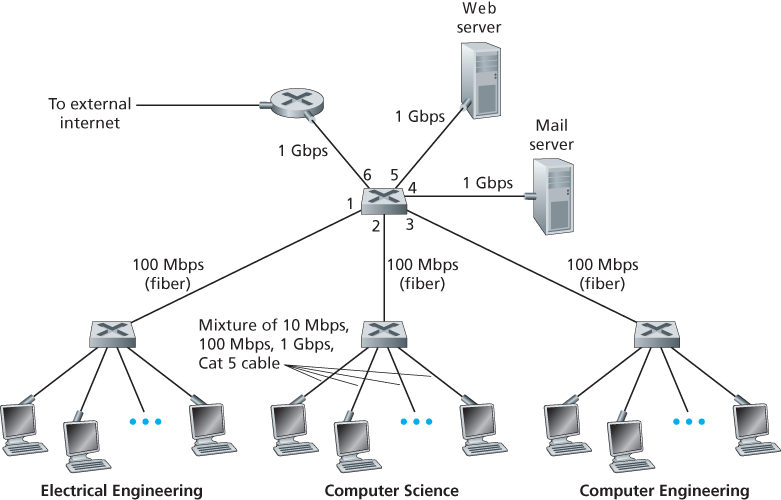 Web
server
To external
internet
1 Gbps
1 Gbps
Mail
server
1 Gbps
6
5
4
1
2
3
100 Mbps
(fiber)
100 Mbps
(fiber)
100 Mbps
(fiber)
Mixture of 10 Mbps,
100 Mbps, 1 Gbps,
Cat 5 cable
Electrical Engineering
Computer Science
Computer Engineering